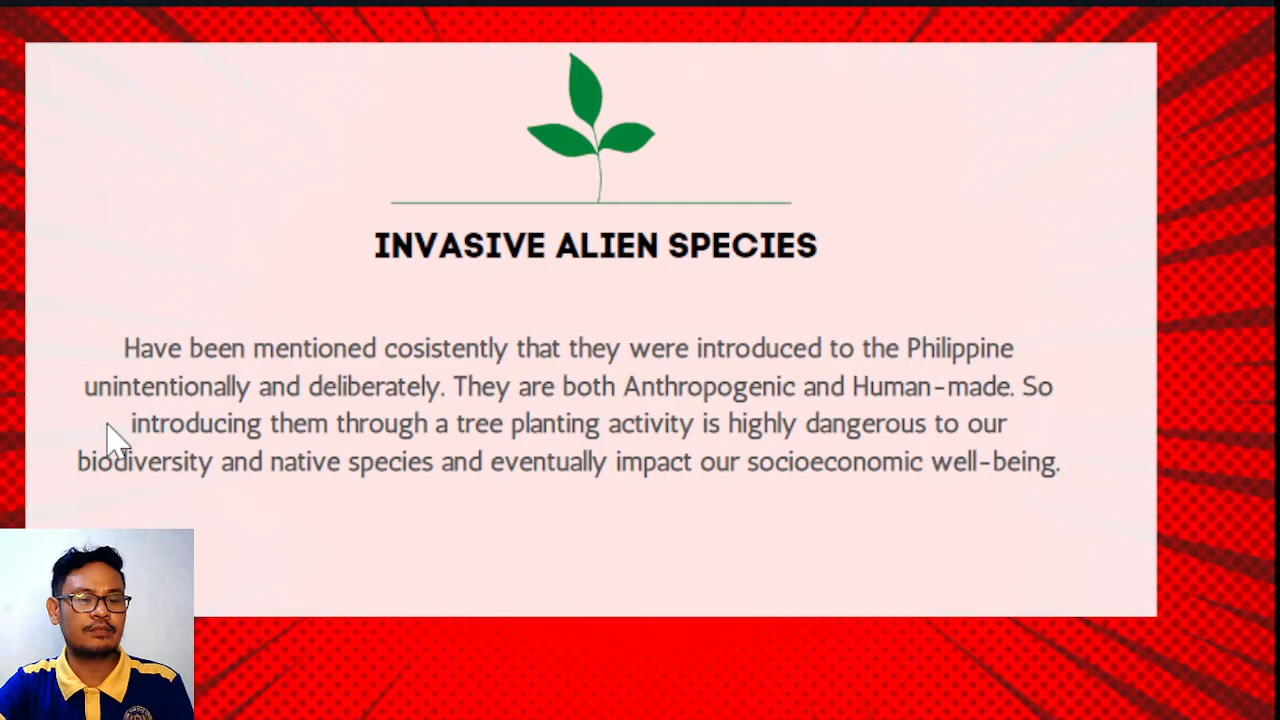 INVASIVE ALIEN SPECIES
Have been mentioned cosistently that they were introduced to the Philippine
unintentionally and deliberately. They are both Anthropogenic and Human-made. So
introducing them through a tree planting activity is highly dangerous to our
biodiversity and native species and eventually impact our socioeconomic well-being.